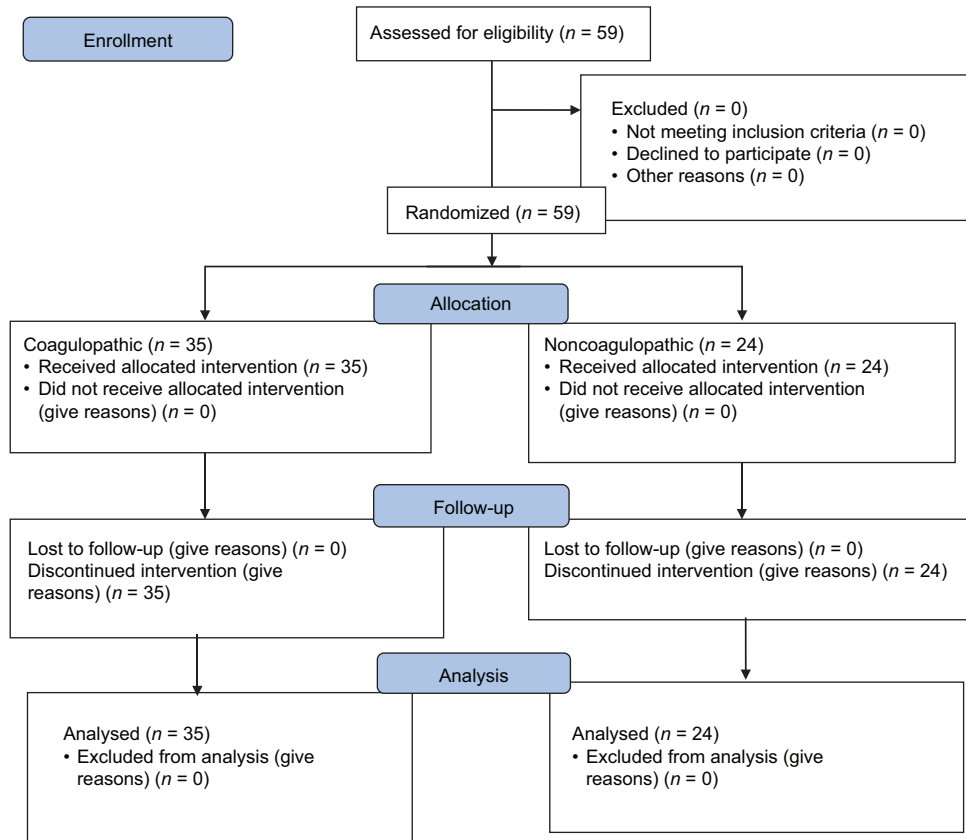 Enrollment
Assessed for eligibility (n = 59)
Excluded (n = 0)
• Not meeting inclusion criteria (n = 0)
• Declined to participate (n = 0)
• Other reasons (n = 0)
Randomized (n = 59)
Allocation
Coagulopathic (n = 35)
• Received allocated intervention (n = 35)
• Did not receive allocated intervention
(give reasons) (n = 0)
Noncoagulopathic (n = 24)
• Received allocated intervention (n = 24)
• Did not receive allocated intervention
(give reasons) (n = 0)
Follow-up
Lost to follow-up (give reasons) (n = 0)
Discontinued intervention (give
reasons) (n = 35)
Lost to follow-up (give reasons) (n = 0)
Discontinued intervention (give reasons) (n = 24)
Analysis
Analysed (n = 35)
• Excluded from analysis (give
reasons) (n = 0)
Analysed (n = 24)
• Excluded from analysis (give
reasons) (n = 0)